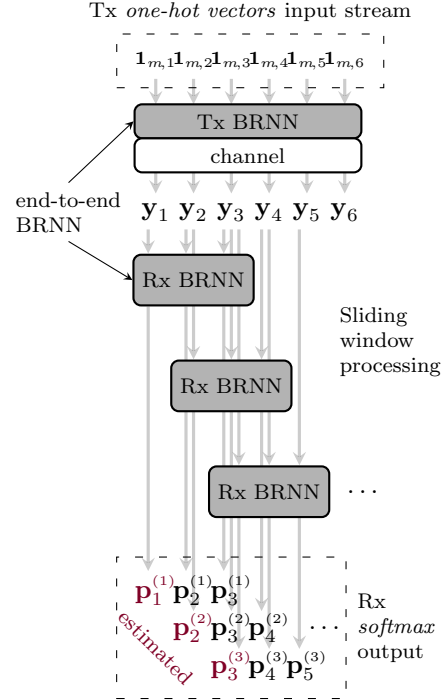 Tx one-hot vectors input stream
𝟏ₘ,₁ 𝟏ₘ,₂ 𝟏ₘ,₃ 𝟏ₘ,₄ 𝟏ₘ,₅ 𝟏ₘ,₆
Tx BRNN
channel
end-to-end
BRNN
y₁ y₂ y₃ y₄ y₅ y₆
Rx BRNN
Sliding
window
processing
Rx BRNN
Rx BRNN ···
p₁⁽¹⁾ p₂⁽¹⁾ p₃⁽¹⁾
p₂⁽²⁾ p₃⁽²⁾ p₄⁽²⁾ ···
p₃⁽³⁾ p₄⁽³⁾ p₅⁽³⁾
estimated
Rx
softmax
output